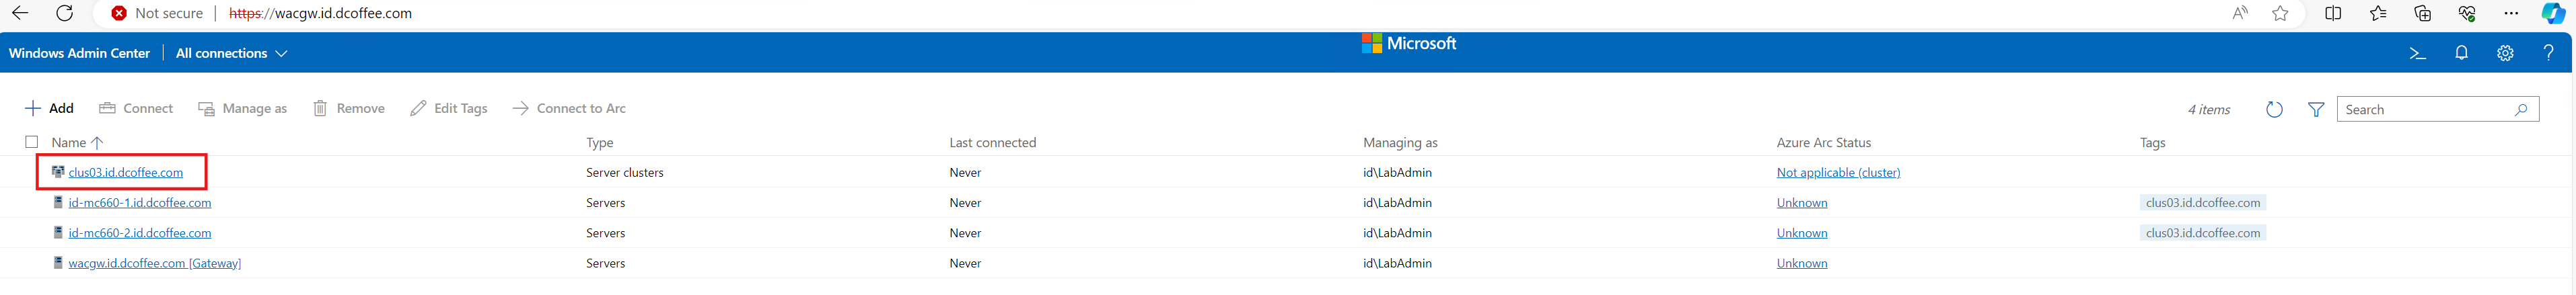 Not secure https://wacgw.id.dcoffee.com
Windows Admin Center All connections Microsoft
Add Connect Manage as Remove Edit Tags Connect to Arc 4 items Search
Name Type Last connected Managing as Azure Arc Status Tags
clus03.id.dcoffee.com Server clusters Never id\LabAdmin Not applicable (cluster)
id-mc660-1.id.dcoffee.com Servers Never id\LabAdmin Unknown clus03.id.dcoffee.com
id-mc660-2.id.dcoffee.com Servers Never id\LabAdmin Unknown clus03.id.dcoffee.com
wacgw.id.dcoffee.com [Gateway] Servers Never id\LabAdmin Unknown